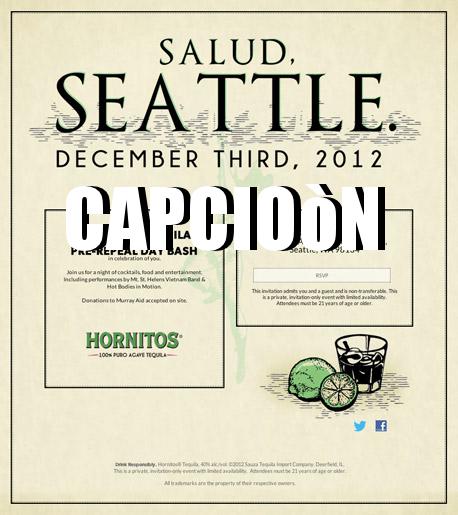 SALUD,
SEATTLE.
DECEMBER THIRD, 2012
CAPCIOòN
PRE-REPEAL DAY BASH
in celebration of you.
Join us for a night of cocktails, food and entertainment.
Including performances by Mt. St. Helens Vietnam Band &
Hot Bodies in Motion.
Donations to Murray Aid accepted on site.
HORNITOS
100% PURO AGAVE TEQUILA
Seattle,
RSVP
This invitation admits you and a guest and is non-transferable. This
is a private, invitation-only event with limited availability.
Attendees must be 21 years of age or older.
Drink Responsibly. Hornitos® Tequila, 40% alc./vol. ©2012 Sauza Tequila Import Company, Deerfield, IL.
This is a private, invitation-only event with limited availability. Attendees must be 21 years of age or older.
All trademarks are the property of their respective owners.